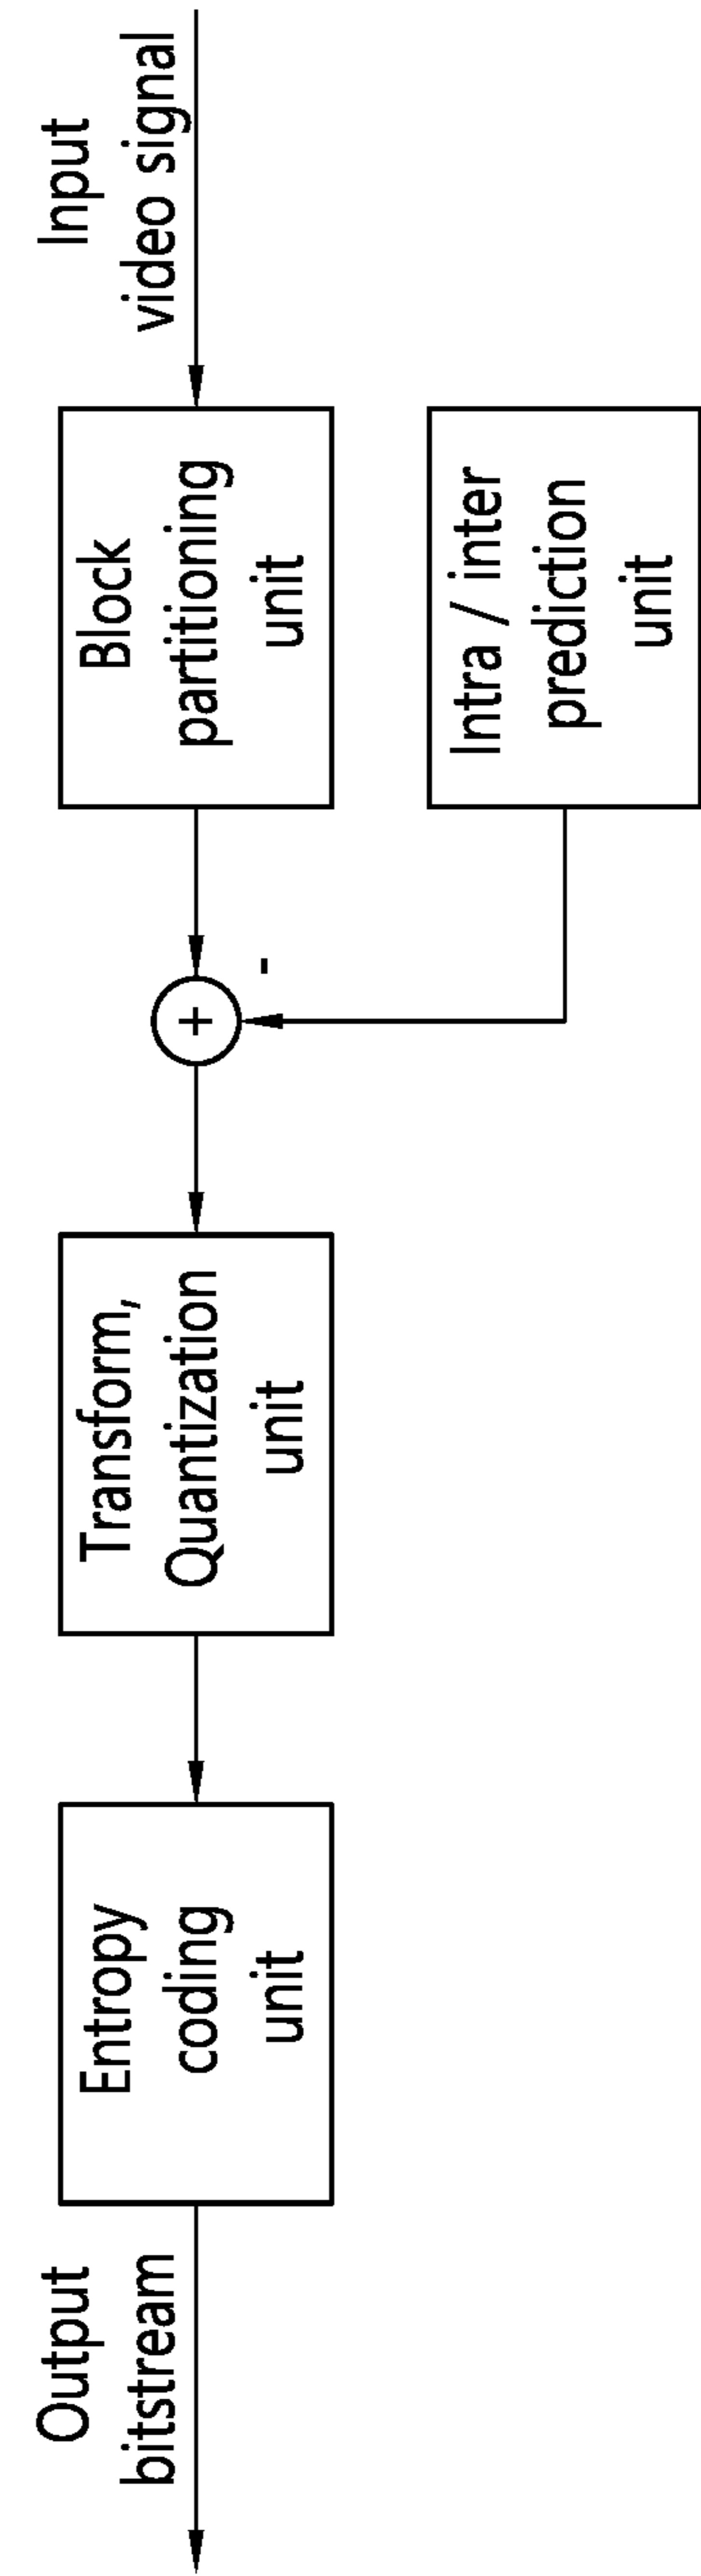 Output
bitstream
Entropy
coding
unit
Transform,
Quantization
unit
+
-
Block
partitioning
unit
Input
video signal
Intra / inter
prediction
unit